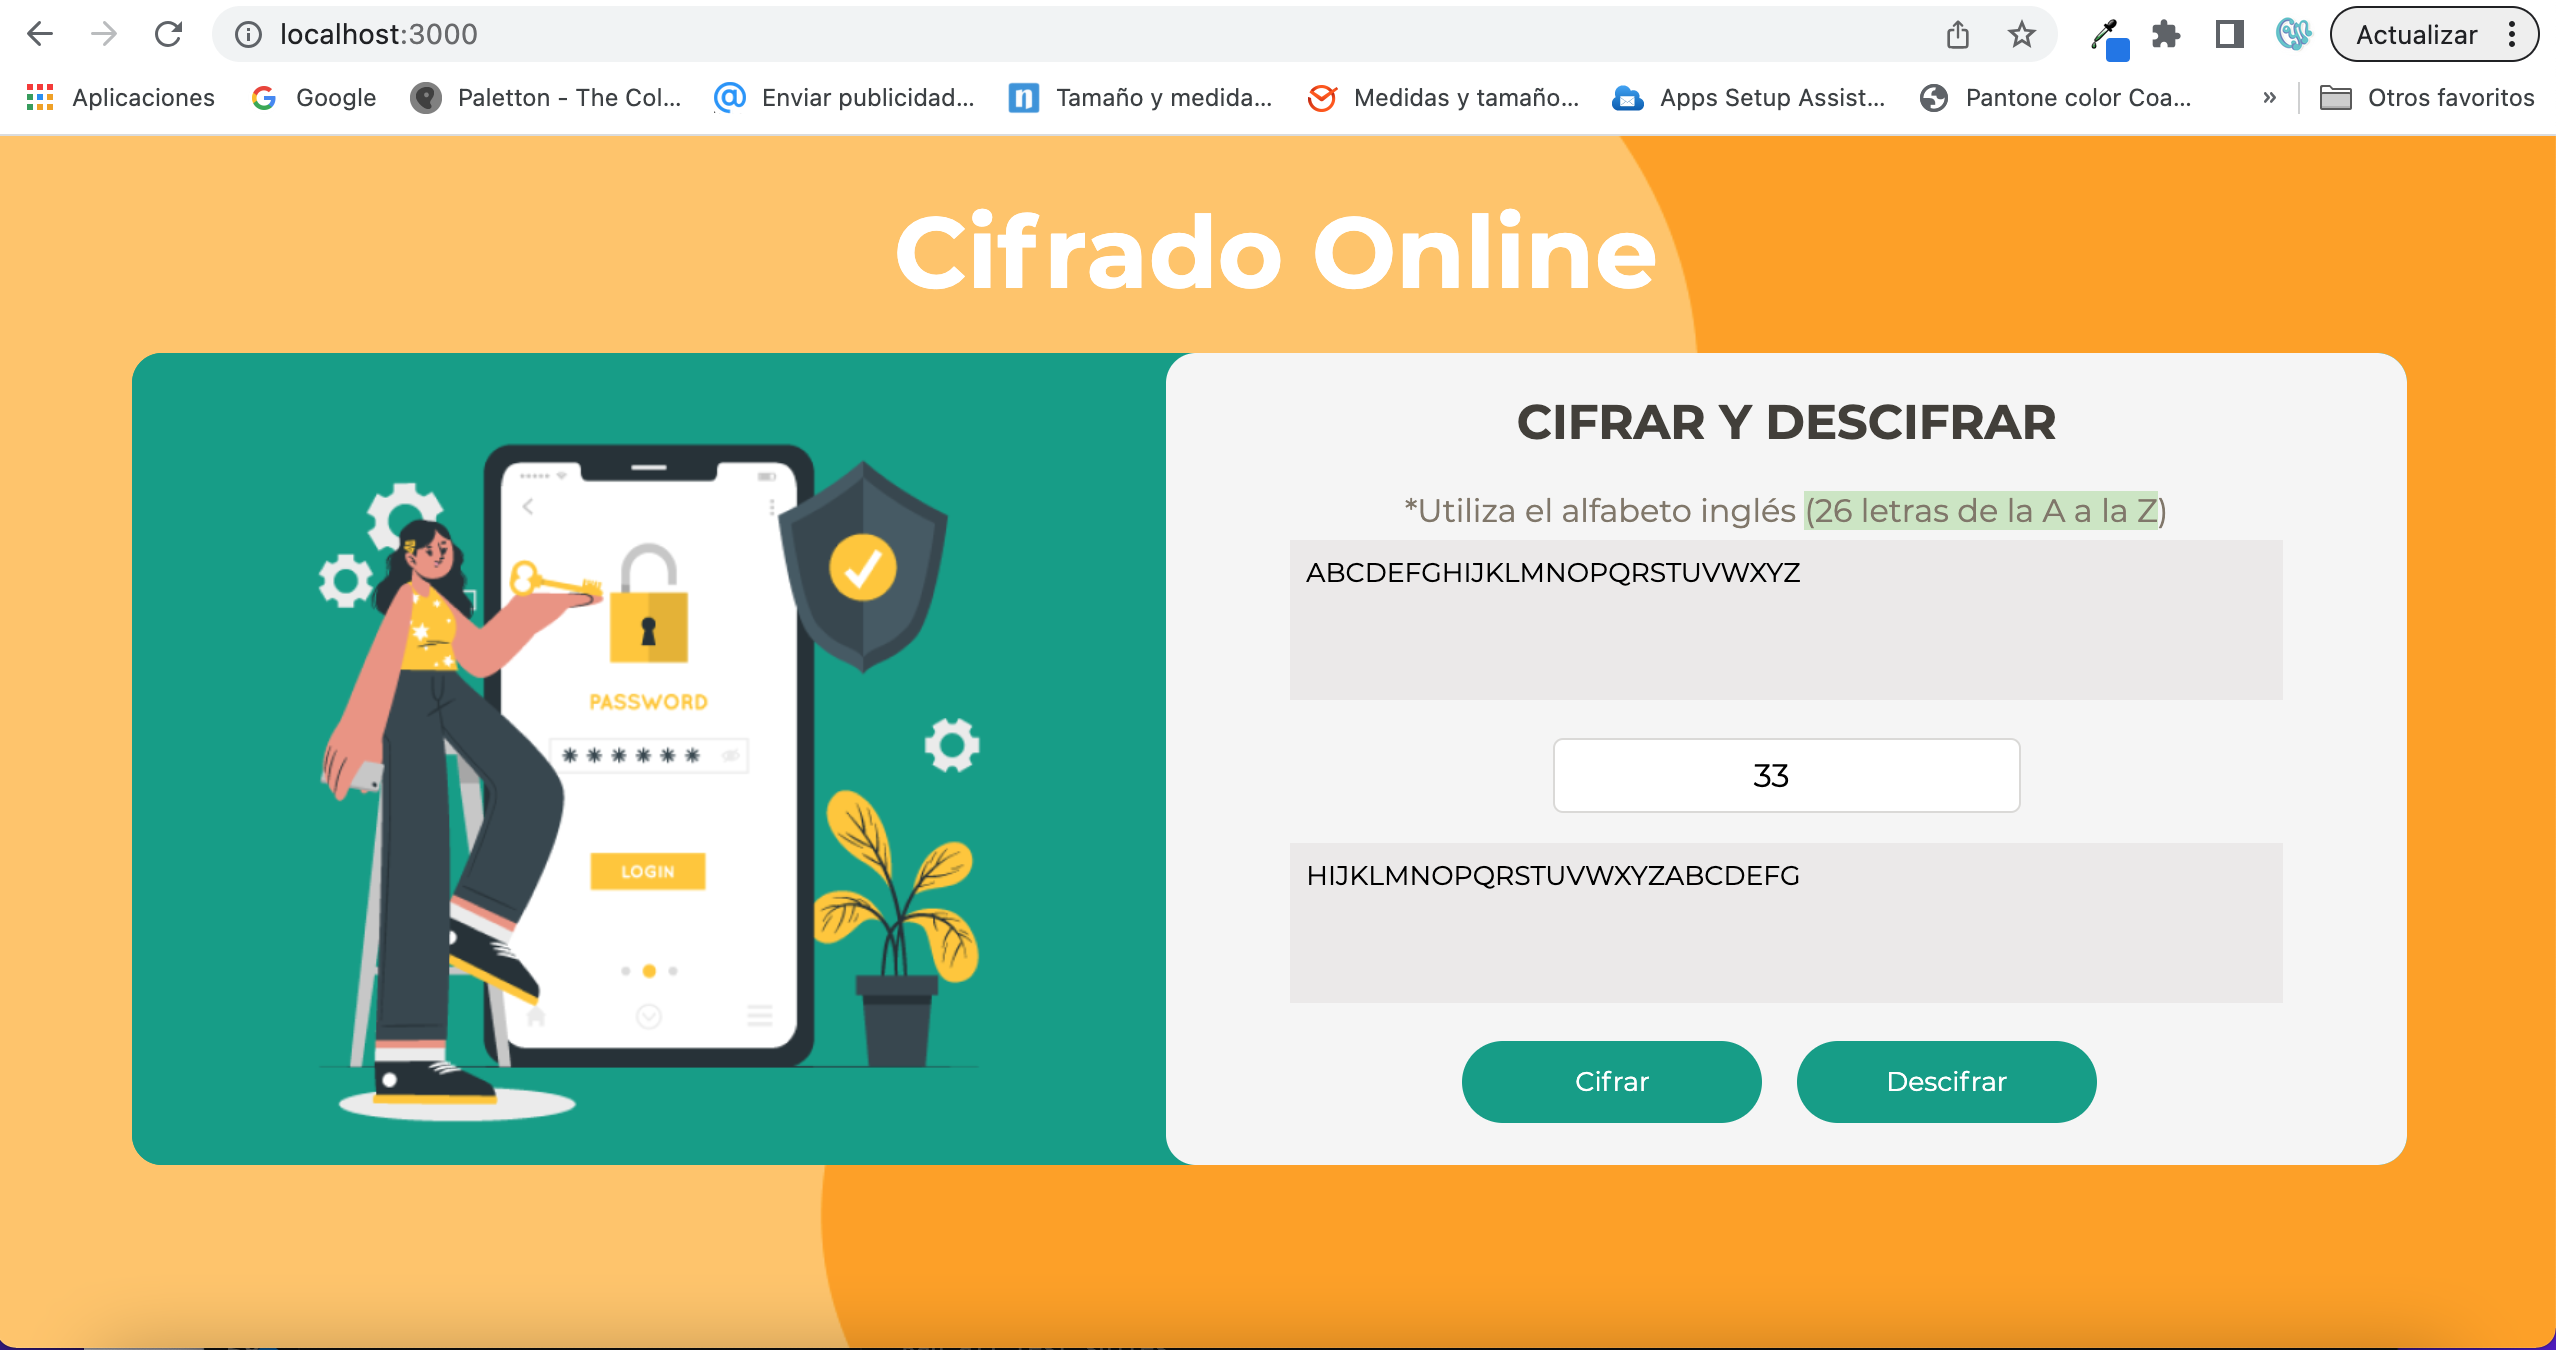 localhost:3000
Actualizar
Aplicaciones
Google
Paletton - The Col...
Enviar publicidad...
Tamaño y medida...
Medidas y tamaño...
Apps Setup Assist...
Pantone color Coa...
»
Otros favoritos
Cifrado Online
CIFRAR Y DESCIFRAR
*Utiliza el alfabeto inglés (26 letras de la A a la Z)
ABCDEFGHIJKLMNOPQRSTUVWXYZ
33
HIJKLMNOPQRSTUVWXYZABCDEFG
Cifrar
Descifrar
PASSWORD
******
LOGIN